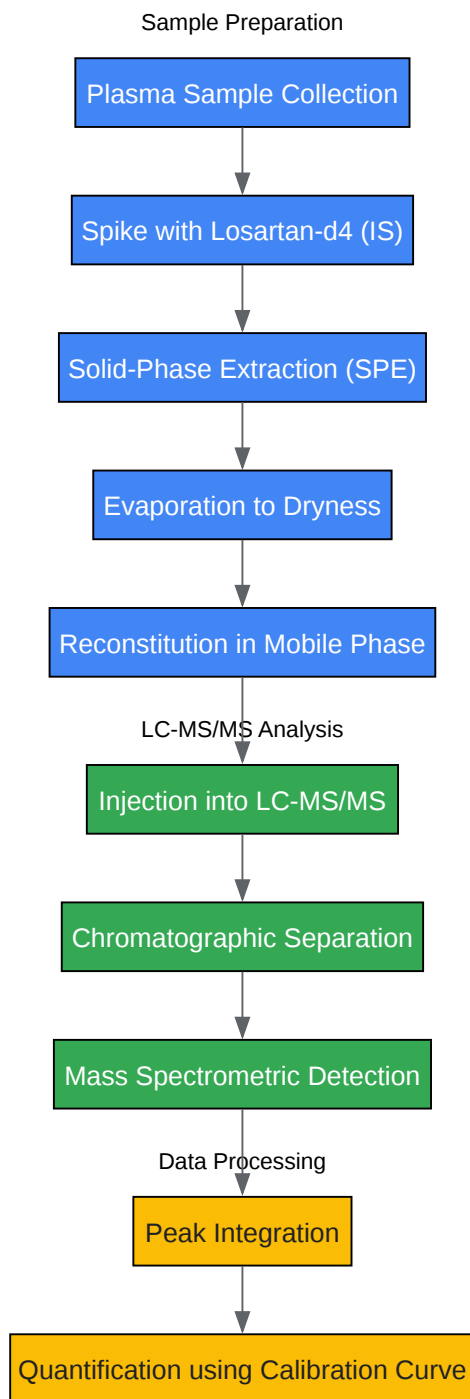 Sample Preparation
Plasma Sample Collection
Spike with Losartan-d4 (IS)
Solid-Phase Extraction (SPE)
Evaporation to Dryness
Reconstitution in Mobile Phase
LC-MS/MS Analysis
Injection into LC-MS/MS
Chromatographic Separation
Mass Spectrometric Detection
Data Processing
Peak Integration
Quantification using Calibration Curve